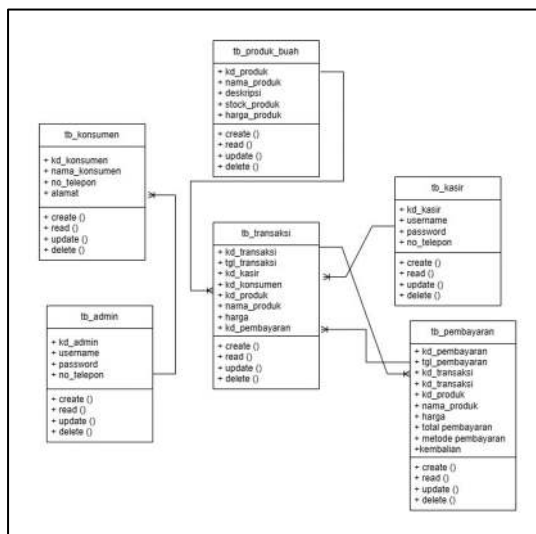 tb_produk_buah
+ kd_produk
+ nama_produk
+ deskripsi
+ stock_produk
+ harga_produk
+ create ()
+ read ()
+ update ()
+ delete ()
tb_konsumen
+ kd_konsumen
+ nama_konsumen
+ no_telepon
+ alamat
+ create ()
+ read ()
+ update ()
+ delete ()
tb_kasir
+ kd_kasir
+ username
+ password
+ no_telepon
+ create ()
+ read ()
+ update ()
+ delete ()
tb_transaksi
+ kd_transaksi
+ tgl_transaksi
+ kd_kasir
+ kd_konsumen
+ kd_produk
+ nama_produk
+ harga
+ kd_pembayaran
+ create ()
+ read ()
+ update ()
+ delete ()
tb_admin
+ kd_admin
+ username
+ password
+ no_telepon
+ create ()
+ read ()
+ update ()
+ delete ()
tb_pembayaran
+ kd_pembayaran
+ tgl_pembayaran
+ kd_transaksi
+ kd_transaksi
+ kd_produk
+ nama_produk
+ harga
+ total pembayaran
+ metode pembayaran
+kembalian
+ create ()
+ read ()
+ update ()
+ delete ()